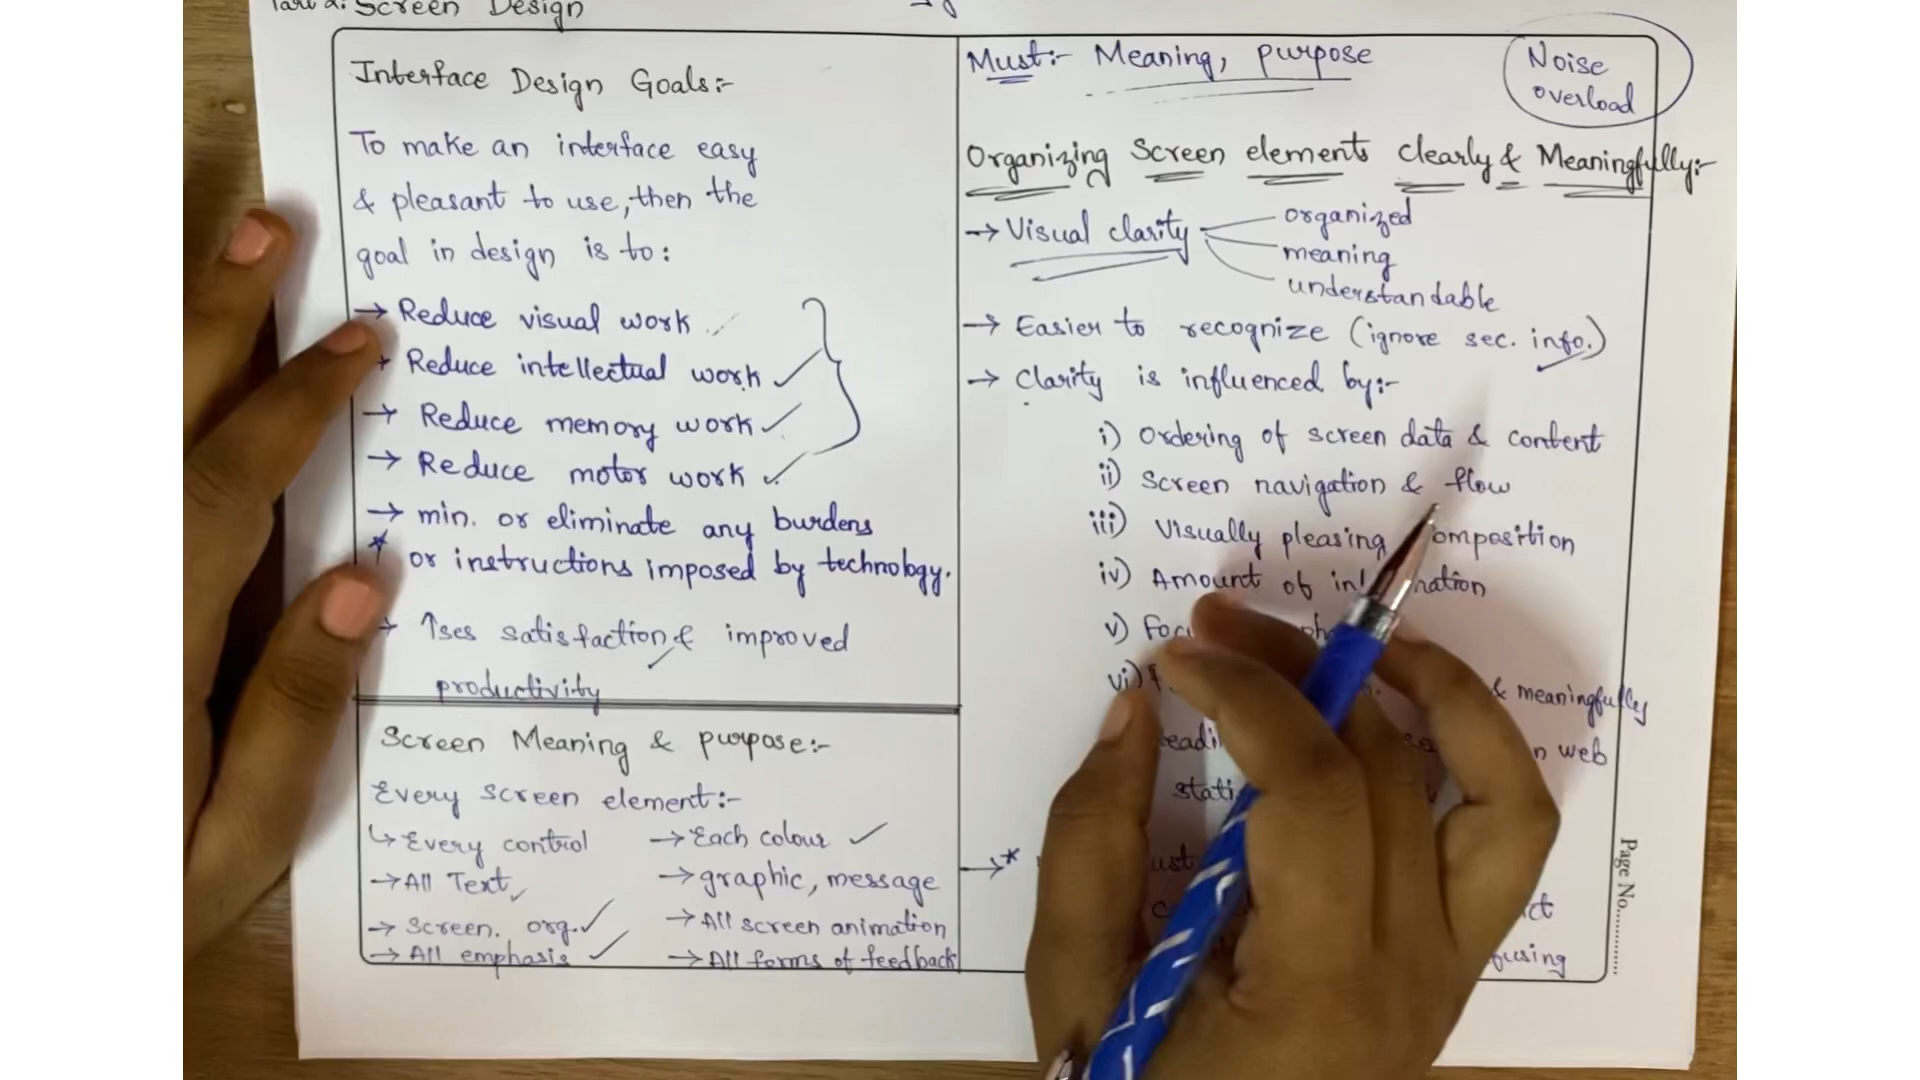 Screen Design
Interface Design Goals:-
To make an interface easy
& pleasant to use, then the
goal in design is to:
→ Reduce visual work
→ Reduce intellectual work ✓
→ Reduce memory work ✓
→ Reduce motor work ✓
→ min. or eliminate any burdens
* or instructions imposed by technology.
→ ↑ses satisfaction & improved
productivity
Screen Meaning & purpose:-
Every screen element:-
↳ Every control
→ All Text ✓
→ Screen. org. ✓
→ All emphasis ✓
→ Each colour ✓
→ graphic, message
→ All screen animation
→ All forms of feedback
Must:- Meaning, purpose
Noise
overload
Organizing Screen elements clearly & Meaningfully:-
→ Visual clarity
organized
meaning
understandable
→ Easier to recognize (ignore sec. info.)
→ Clarity is influenced by:-
i) Ordering of screen data & content
ii) Screen navigation & flow
iii) Visually pleasing
iv) Amount of
v)
vi) & meaningfully
web
→ *
Page No.............